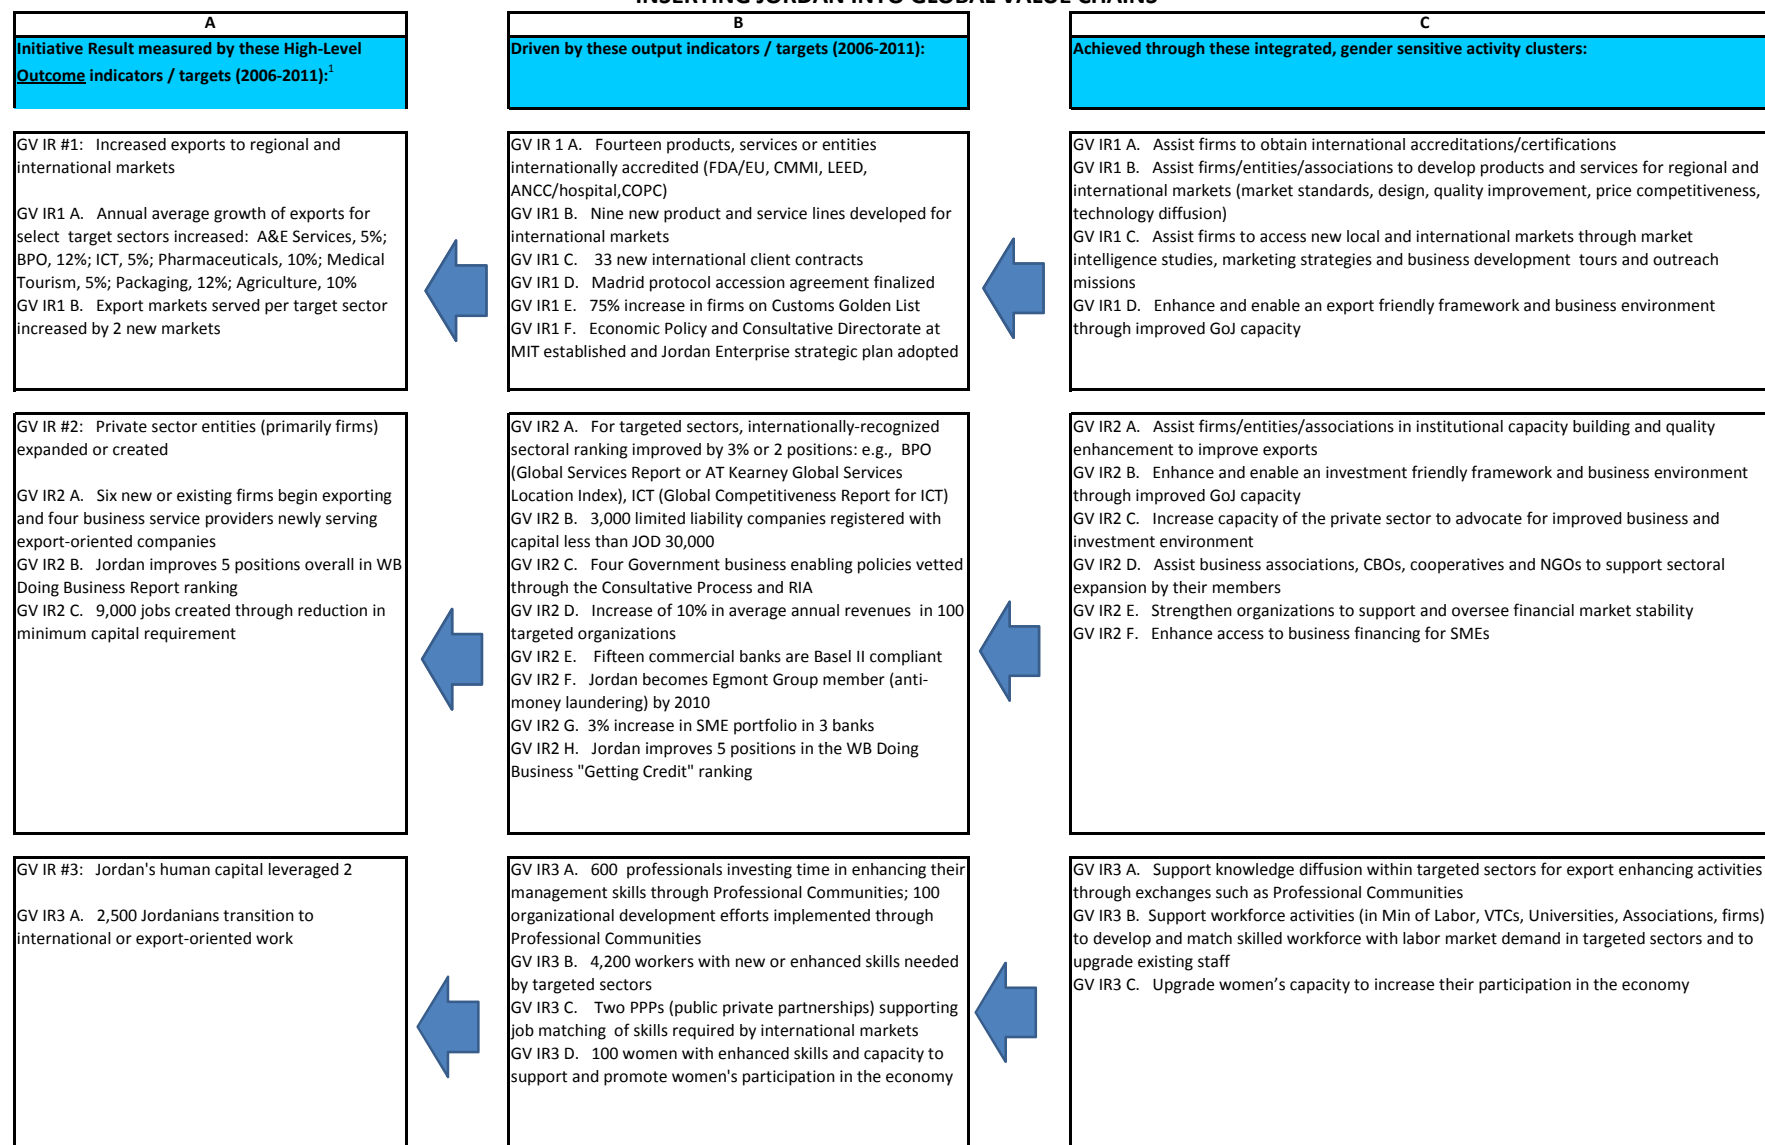 INSERTING JORDAN INTO GLOBAL VALUE CHAINS
A
Initiative Result measured by these High-Level
Outcome indicators / targets (2006-2011):1
B
Driven by these output indicators / targets (2006-2011):
C
Achieved through these integrated, gender sensitive activity clusters:
GV IR #1: Increased exports to regional and
international markets
GV IR1 A. Annual average growth of exports for
select target sectors increased: A&E Services, 5%;
BPO, 12%; ICT, 5%; Pharmaceuticals, 10%; Medical
Tourism, 5%; Packaging, 12%; Agriculture, 10%
GV IR1 B. Export markets served per target sector
increased by 2 new markets
GV IR 1 A. Fourteen products, services or entities
internationally accredited (FDA/EU, CMMI, LEED,
ANCC/hospital,COPC)
GV IR1 B. Nine new product and service lines developed for
international markets
GV IR1 C. 33 new international client contracts
GV IR1 D. Madrid protocol accession agreement finalized
GV IR1 E. 75% increase in firms on Customs Golden List
GV IR1 F. Economic Policy and Consultative Directorate at
MIT established and Jordan Enterprise strategic plan adopted
GV IR1 A. Assist firms to obtain international accreditations/certifications
GV IR1 B. Assist firms/entities/associations to develop products and services for regional and
international markets (market standards, design, quality improvement, price competitiveness,
technology diffusion)
GV IR1 C. Assist firms to access new local and international markets through market
intelligence studies, marketing strategies and business development tours and outreach
missions
GV IR1 D. Enhance and enable an export friendly framework and business environment
through improved GoJ capacity
GV IR #2: Private sector entities (primarily firms)
expanded or created
GV IR2 A. Six new or existing firms begin exporting
and four business service providers newly serving
export-oriented companies
GV IR2 B. Jordan improves 5 positions overall in WB
Doing Business Report ranking
GV IR2 C. 9,000 jobs created through reduction in
minimum capital requirement
GV IR2 A. For targeted sectors, internationally-recognized
sectoral ranking improved by 3% or 2 positions: e.g., BPO
(Global Services Report or AT Kearney Global Services
Location Index), ICT (Global Competitiveness Report for ICT)
GV IR2 B. 3,000 limited liability companies registered with
capital less than JOD 30,000
GV IR2 C. Four Government business enabling policies vetted
through the Consultative Process and RIA
GV IR2 D. Increase of 10% in average annual revenues in 100
targeted organizations
GV IR2 E. Fifteen commercial banks are Basel II compliant
GV IR2 F. Jordan becomes Egmont Group member (anti-
money laundering) by 2010
GV IR2 G. 3% increase in SME portfolio in 3 banks
GV IR2 H. Jordan improves 5 positions in the WB Doing
Business "Getting Credit" ranking
GV IR2 A. Assist firms/entities/associations in institutional capacity building and quality
enhancement to improve exports
GV IR2 B. Enhance and enable an investment friendly framework and business environment
through improved GoJ capacity
GV IR2 C. Increase capacity of the private sector to advocate for improved business and
investment environment
GV IR2 D. Assist business associations, CBOs, cooperatives and NGOs to support sectoral
expansion by their members
GV IR2 E. Strengthen organizations to support and oversee financial market stability
GV IR2 F. Enhance access to business financing for SMEs
GV IR #3: Jordan's human capital leveraged 2
GV IR3 A. 2,500 Jordanians transition to
international or export-oriented work
GV IR3 A. 600 professionals investing time in enhancing their
management skills through Professional Communities; 100
organizational development efforts implemented through
Professional Communities
GV IR3 B. 4,200 workers with new or enhanced skills needed
by targeted sectors
GV IR3 C. Two PPPs (public private partnerships) supporting
job matching of skills required by international markets
GV IR3 D. 100 women with enhanced skills and capacity to
support and promote women's participation in the economy
GV IR3 A. Support knowledge diffusion within targeted sectors for export enhancing activities
through exchanges such as Professional Communities
GV IR3 B. Support workforce activities (in Min of Labor, VTCs, Universities, Associations, firms)
to develop and match skilled workforce with labor market demand in targeted sectors and to
upgrade existing staff
GV IR3 C. Upgrade women’s capacity to increase their participation in the economy